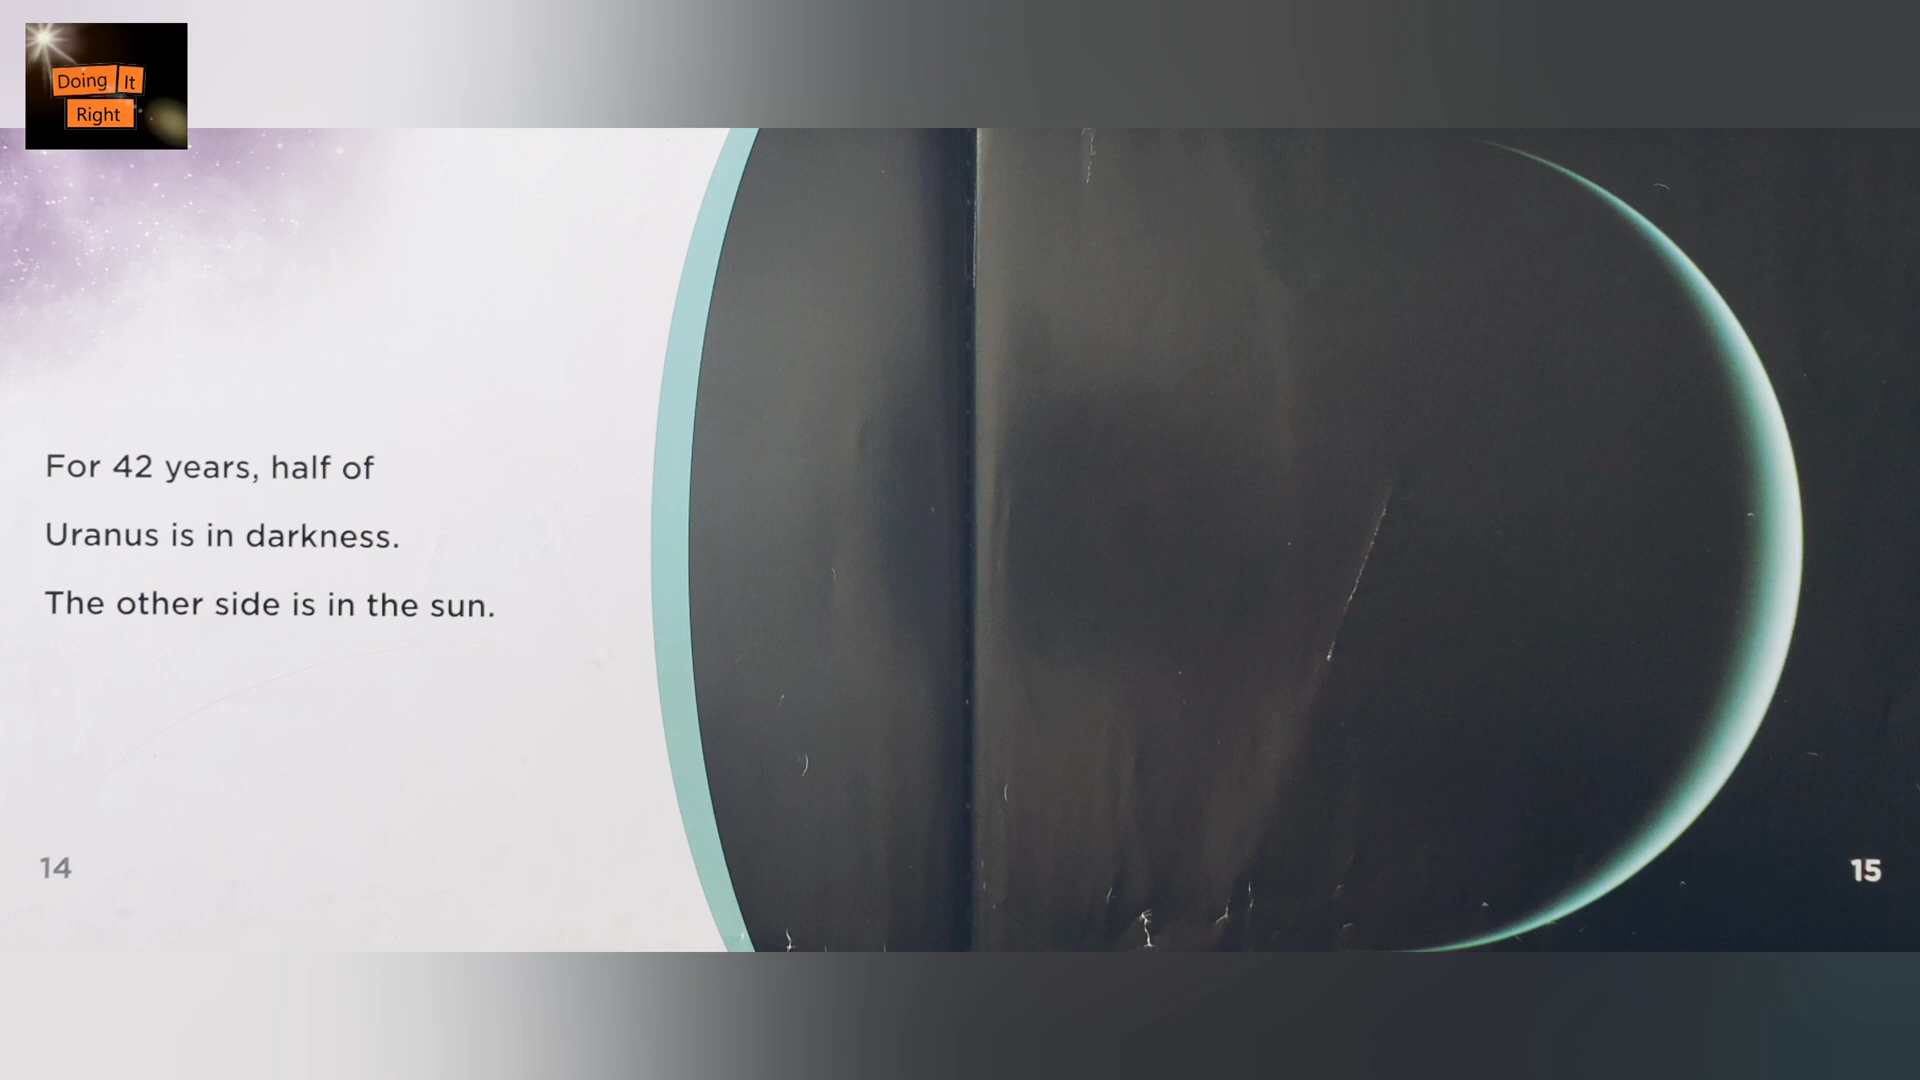 Doing It
Right
For 42 years, half of
Uranus is in darkness.
The other side is in the sun.
14
15